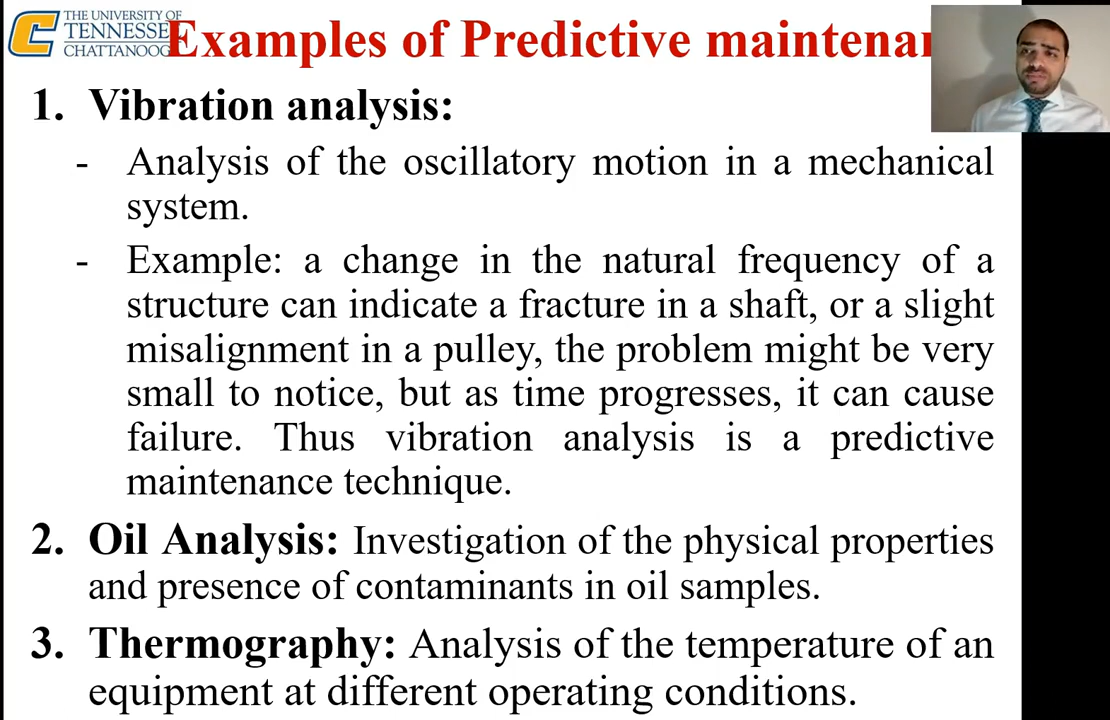 THE UNIVERSITY OF
TENNESSEE
CHATTANOOG
Examples of Predictive maintenan
1. Vibration analysis:
- Analysis of the oscillatory motion in a mechanical
system.
- Example: a change in the natural frequency of a
structure can indicate a fracture in a shaft, or a slight
misalignment in a pulley, the problem might be very
small to notice, but as time progresses, it can cause
failure. Thus vibration analysis is a predictive
maintenance technique.
2. Oil Analysis: Investigation of the physical properties
and presence of contaminants in oil samples.
3. Thermography: Analysis of the temperature of an
equipment at different operating conditions.